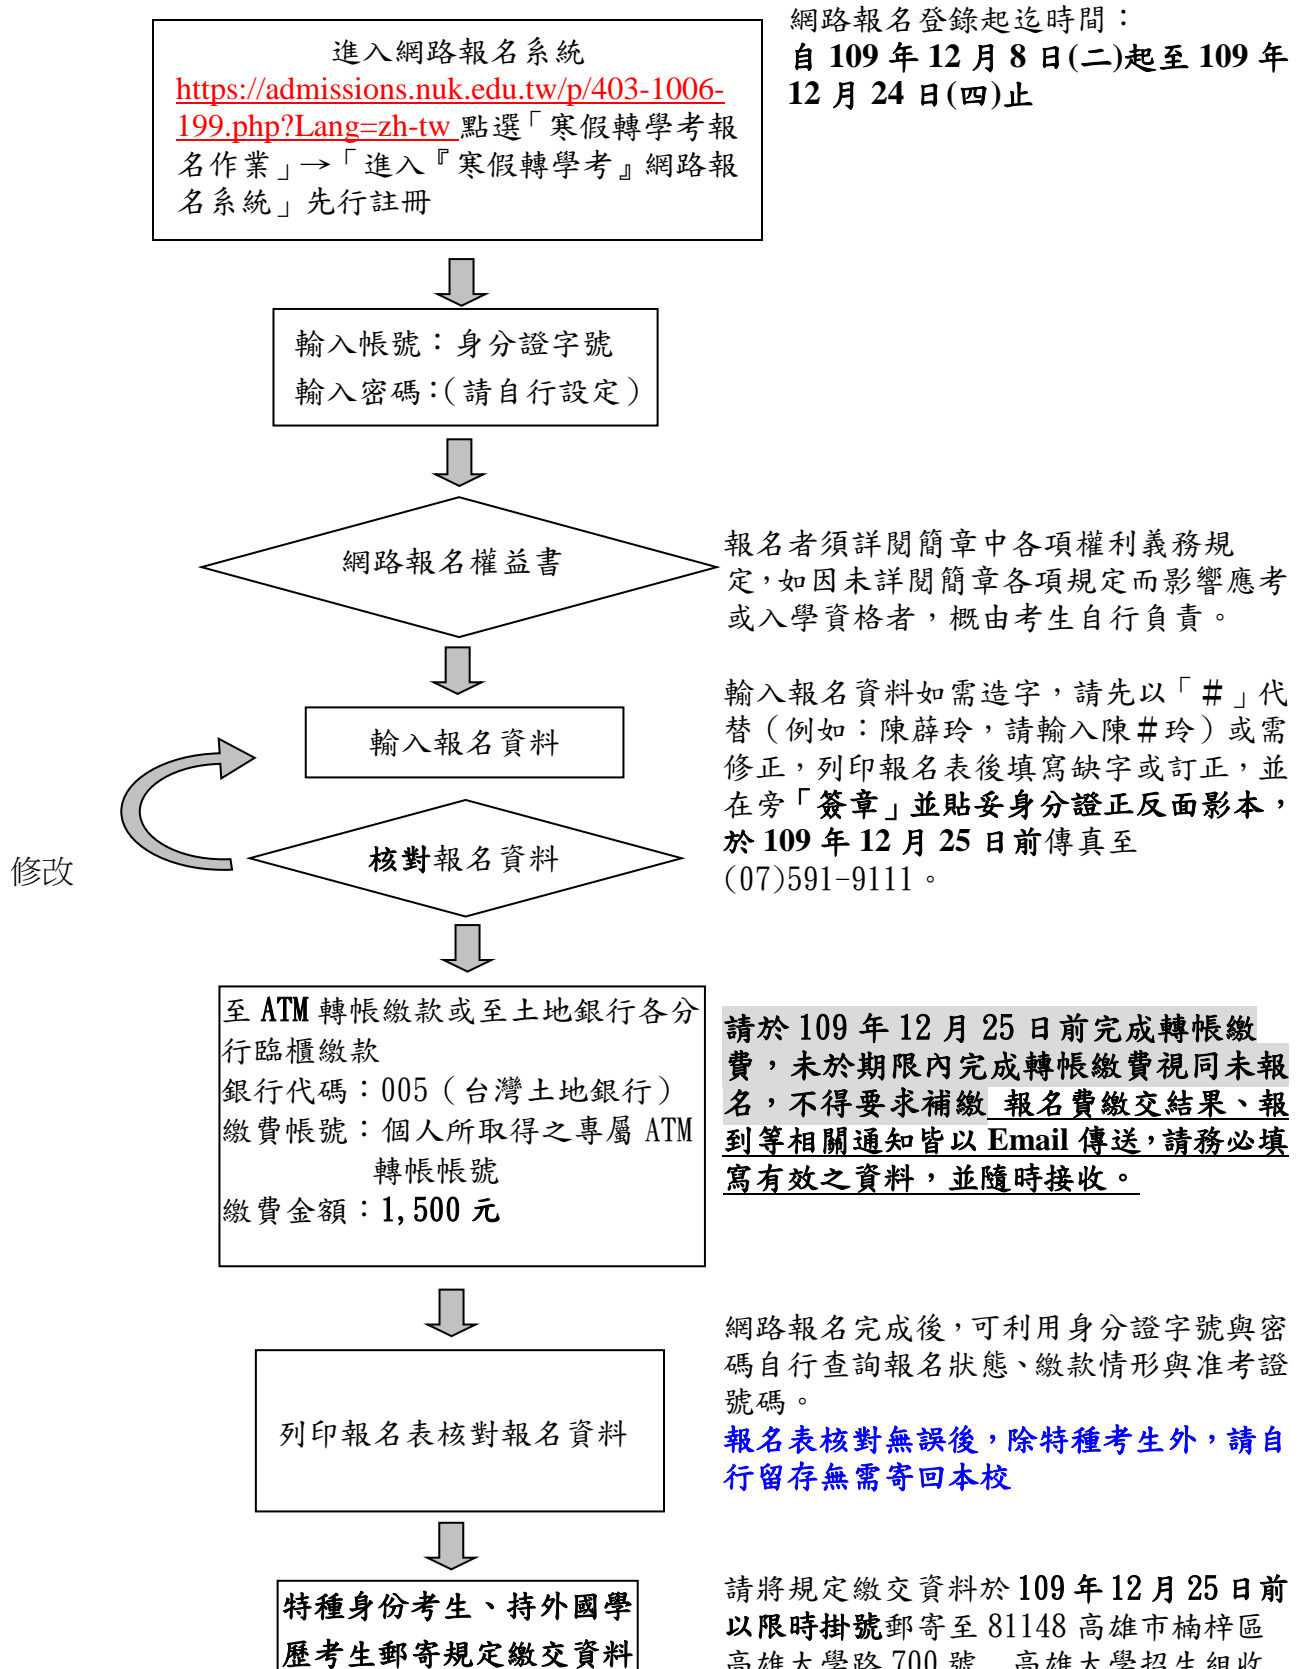 網路報名登錄起迄時間：
自 109 年 12 月 8 日(二)起至 109 年
12 月 24 日(四)止
進入網路報名系統
https://admissions.nuk.edu.tw/p/403-1006-
199.php?Lang=zh-tw 點選「寒假轉學考報
名作業」→「進入『寒假轉學考』網路報
名系統」先行註冊
輸入帳號：身分證字號
輸入密碼：（請自行設定）
網路報名權益書
報名者須詳閱簡章中各項權利義務規
定，如因未詳閱簡章各項規定而影響應考
或入學資格者，概由考生自行負責。
輸入報名資料
輸入報名資料如需造字，請先以「＃」代
替（例如：陳薛玲，請輸入陳＃玲）或需
修正，列印報名表後填寫缺字或訂正，並
在旁「簽章」並貼妥身分證正反面影本，
於 109 年 12 月 25 日前傳真至
(07)591-9111。
修改
核對報名資料
至 ATM 轉帳繳款或至土地銀行各分
行臨櫃繳款
銀行代碼：005（台灣土地銀行）
繳費帳號：個人所取得之專屬 ATM
轉帳帳號
繳費金額：1,500 元
請於 109 年 12 月 25 日前完成轉帳繳
費，未於期限內完成轉帳繳費視同未報
名，不得要求補繳 報名費繳交結果、報
到等相關通知皆以 Email 傳送，請務必填
寫有效之資料，並隨時接收。
列印報名表核對報名資料
網路報名完成後，可利用身分證字號與密
碼自行查詢報名狀態、繳款情形與准考證
號碼。
報名表核對無誤後，除特種考生外，請自
行留存無需寄回本校
特種身份考生、持外國學
歷考生郵寄規定繳交資料
請將規定繳交資料於 109 年 12 月 25 日前
以限時掛號郵寄至 81148 高雄市楠梓區
高雄大學路 700 號 高雄大學招生組收